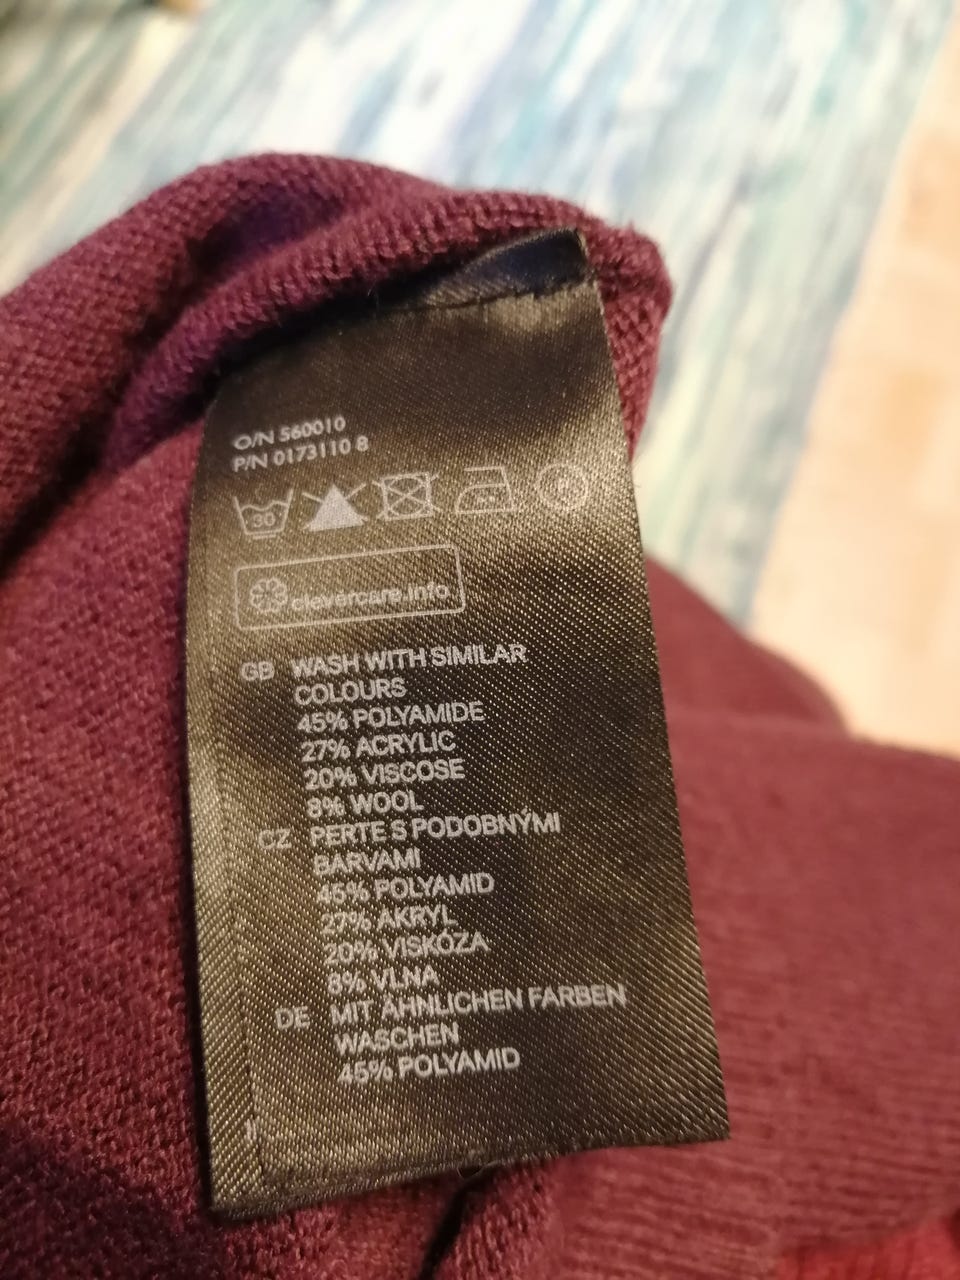 O/N 560010
P/N 0173110 8
30
clevercare.info
GB WASH WITH SIMILAR
COLOURS
45% POLYAMIDE
27% ACRYLIC
20% VISCOSE
8% WOOL
CZ PERTE S PODOBNÝMI
BARVAMI
45% POLYAMID
27% AKRYL
20% VISKÓZA
8% VLNA
DE MIT ÄHNLICHEN FARBEN
WASCHEN
45% POLYAMID